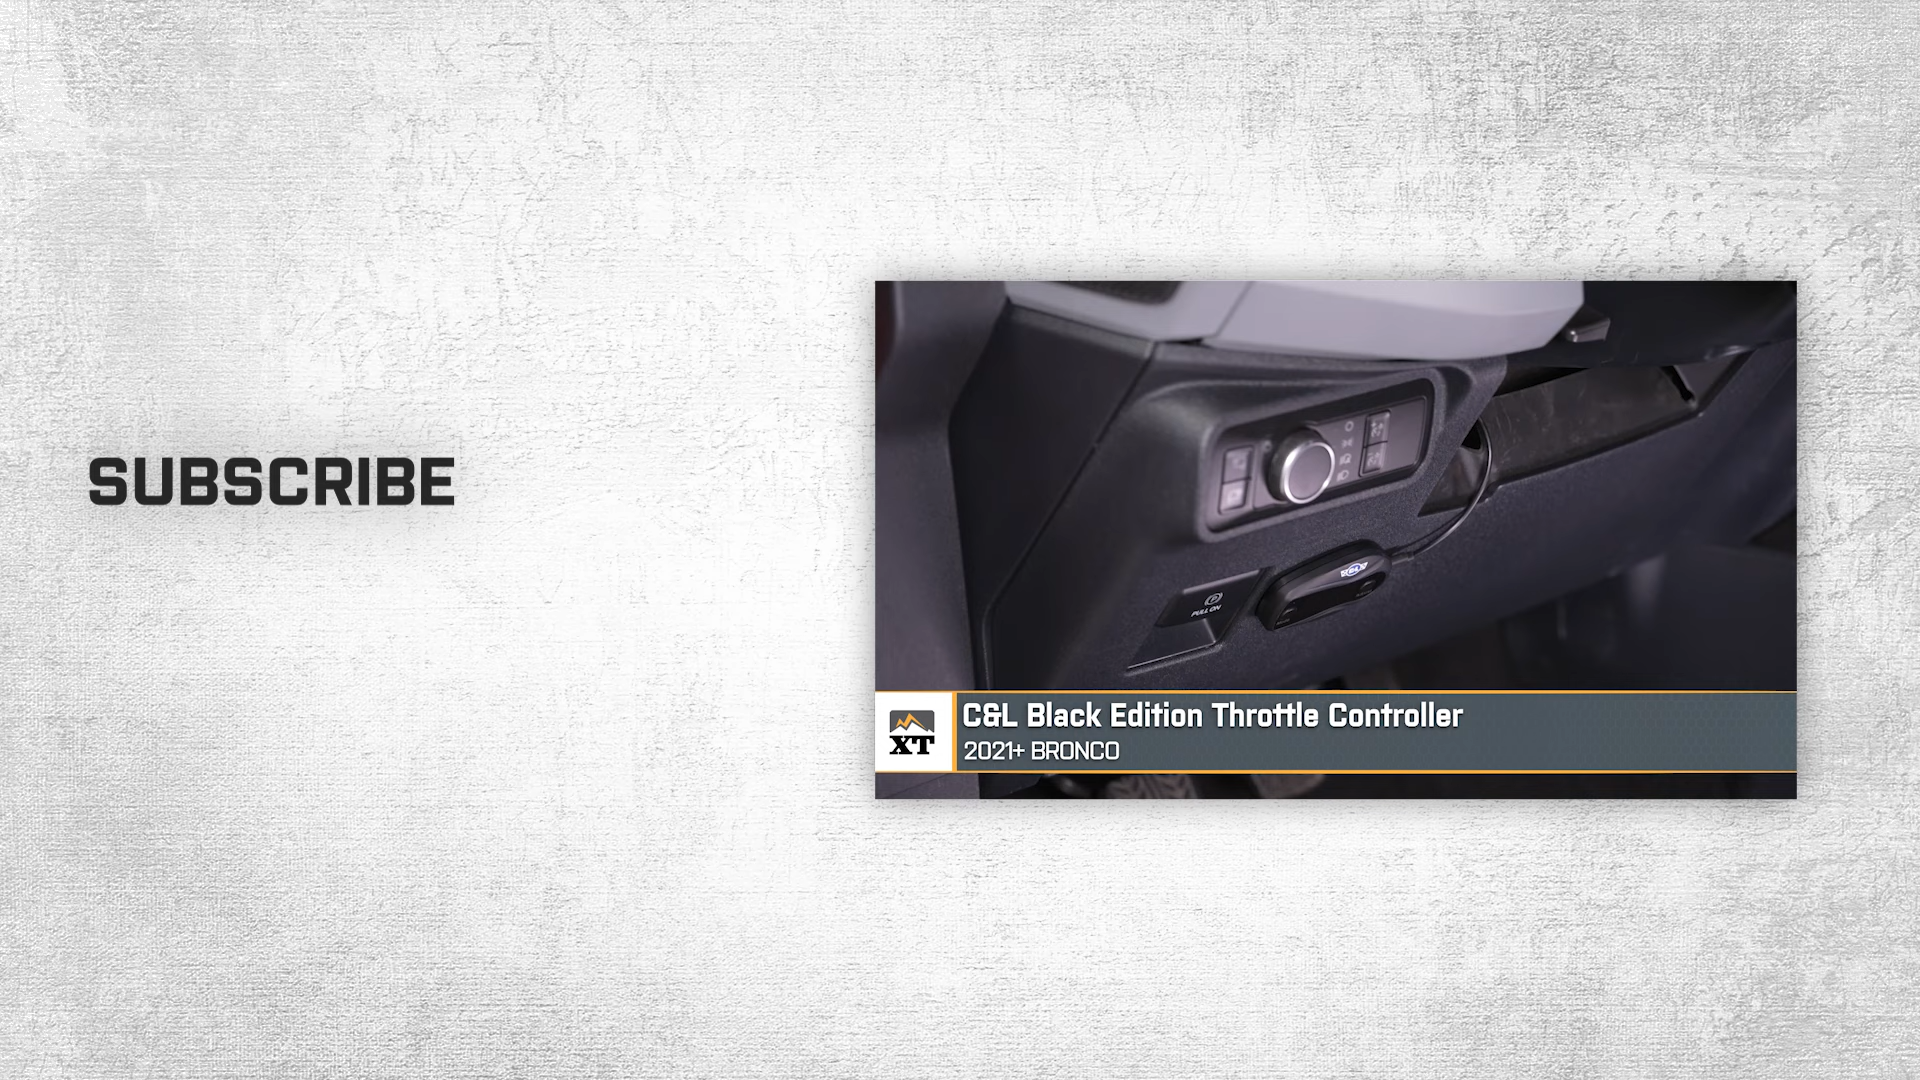 SUBSCRIBE
PULL ON
C&L
XT
C&L Black Edition Throttle Controller
2021+ BRONCO